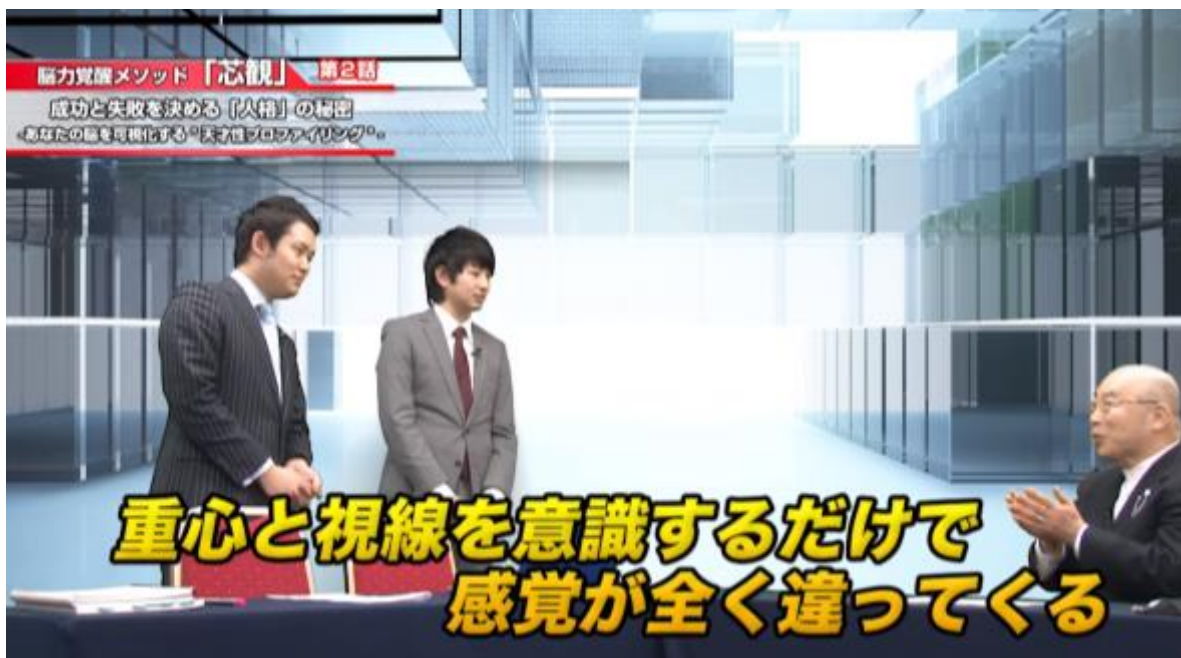 脳力覚醒メソッド「芯観」 第2話
成功と失敗を決める「人格」の秘密
-あなたの脳を可視化する"天才性プロファイリング"-
重心と視線を意識するだけで
感覚が全く違ってくる